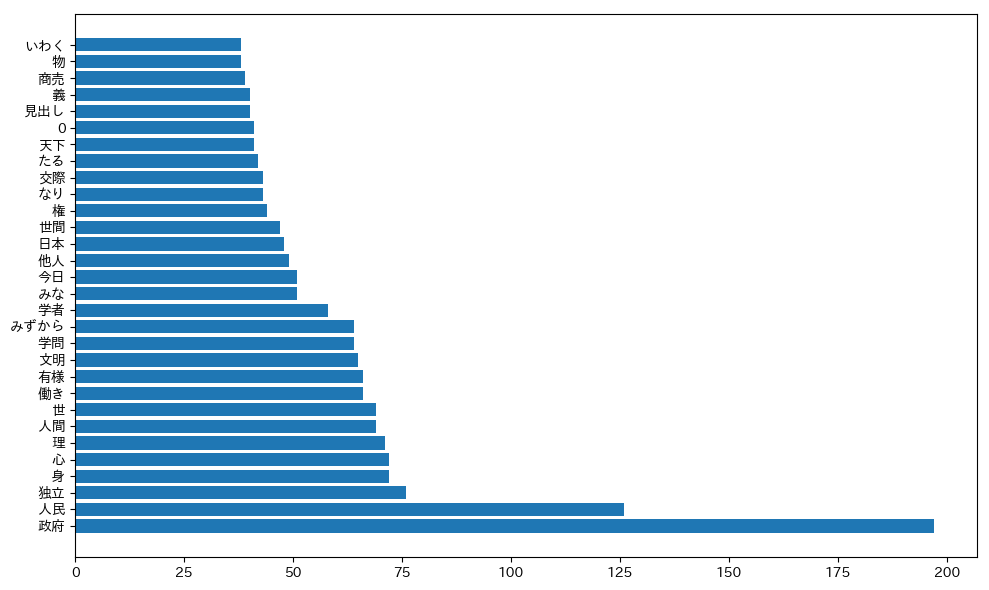 いわく
物
商売
義
見出し
0
天下
たる
交際
なり
権
世間
日本
他人
今日
みな
学者
みずから
学問
文明
有様
働き
世
人間
理
心
身
独立
人民
政府
0 25 50 75 100 125 150 175 200